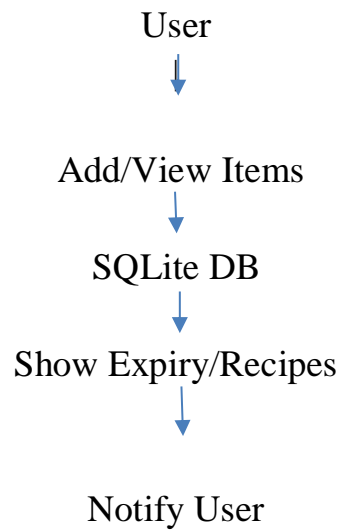 User
Add/View Items
SQLite DB
Show Expiry/Recipes
Notify User